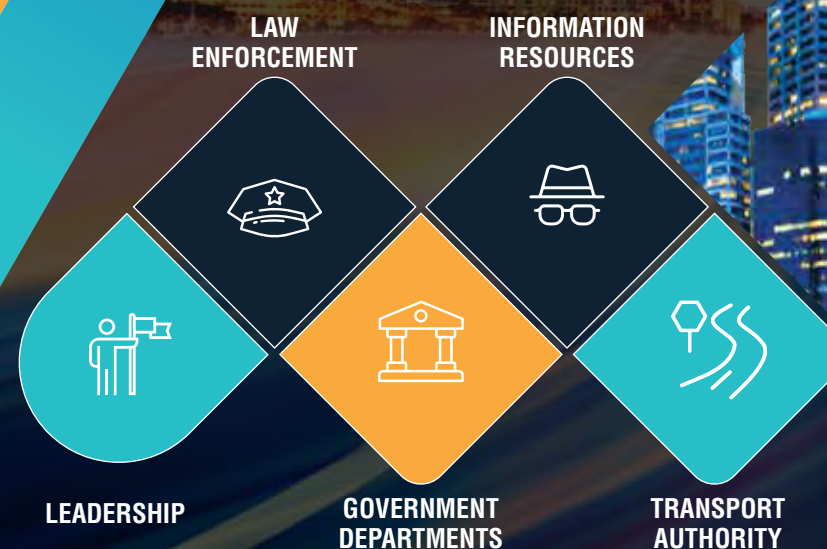 LAW
ENFORCEMENT
INFORMATION
RESOURCES
LEADERSHIP
GOVERNMENT
DEPARTMENTS
TRANSPORT
AUTHORITY